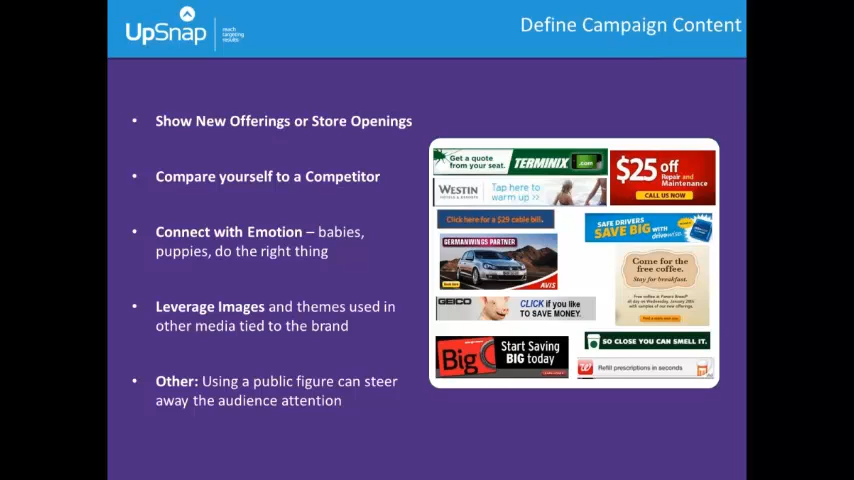 UpSnap
reach
targeting
results
Define Campaign Content
• Show New Offerings or Store Openings
• Compare yourself to a Competitor
• Connect with Emotion – babies,
puppies, do the right thing
• Leverage Images and themes used in
other media tied to the brand
• Other: Using a public figure can steer
away the audience attention
Get a quote
from your seat.
TERMINIX
.com
$25 off
Repair and
Maintenance
CALL US NOW
WESTIN
HOTELS & RESORTS
Tap here to
warm up >>
Click here for a $29 cable bill.
SAFE DRIVERS
SAVE BIG WITH
GERMANWINGS PARTNER
AVIS
Come for the
free coffee.
Stay for breakfast.
GEICO
CLICK if you like
TO SAVE MONEY.
Big
Start Saving
BIG today
SO CLOSE YOU CAN SMELL IT.
Refill prescriptions in seconds